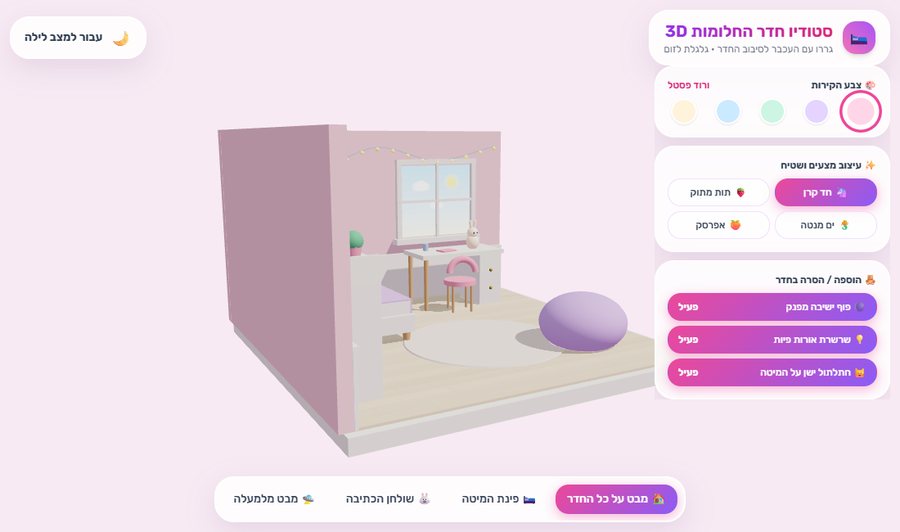 סטודיו חדר החלומות 3D
גררו עם העכבר לסיבוב החדר • גלגלת לזום
עבור למצב לילה
צבע הקירות
ורוד פסטל
עיצוב מצעים ושטיח
חד קרן
תות מתוק
ים מנטה
אפרסק
הוספה / הסרה בחדר
פוף ישיבה מפנק
פעיל
שרשרת אורות פיות
פעיל
חתלתול ישן על המיטה
פעיל
מבט על כל החדר
פינת המיטה
שולחן הכתיבה
מבט מלמעלה